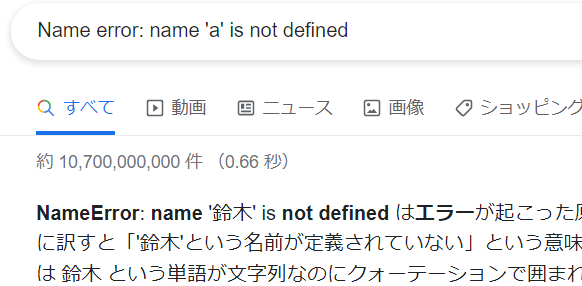 Name error: name 'a' is not defined
すべて 動画 ニュース 画像 ショッピング
約 10,700,000,000 件 （0.66 秒）
NameError: name '鈴木' is not defined はエラーが起こった
に訳すと「'鈴木'という名前が定義されていない」という意味
は 鈴木 という単語が文字列なのにクォーテーションで囲まれ